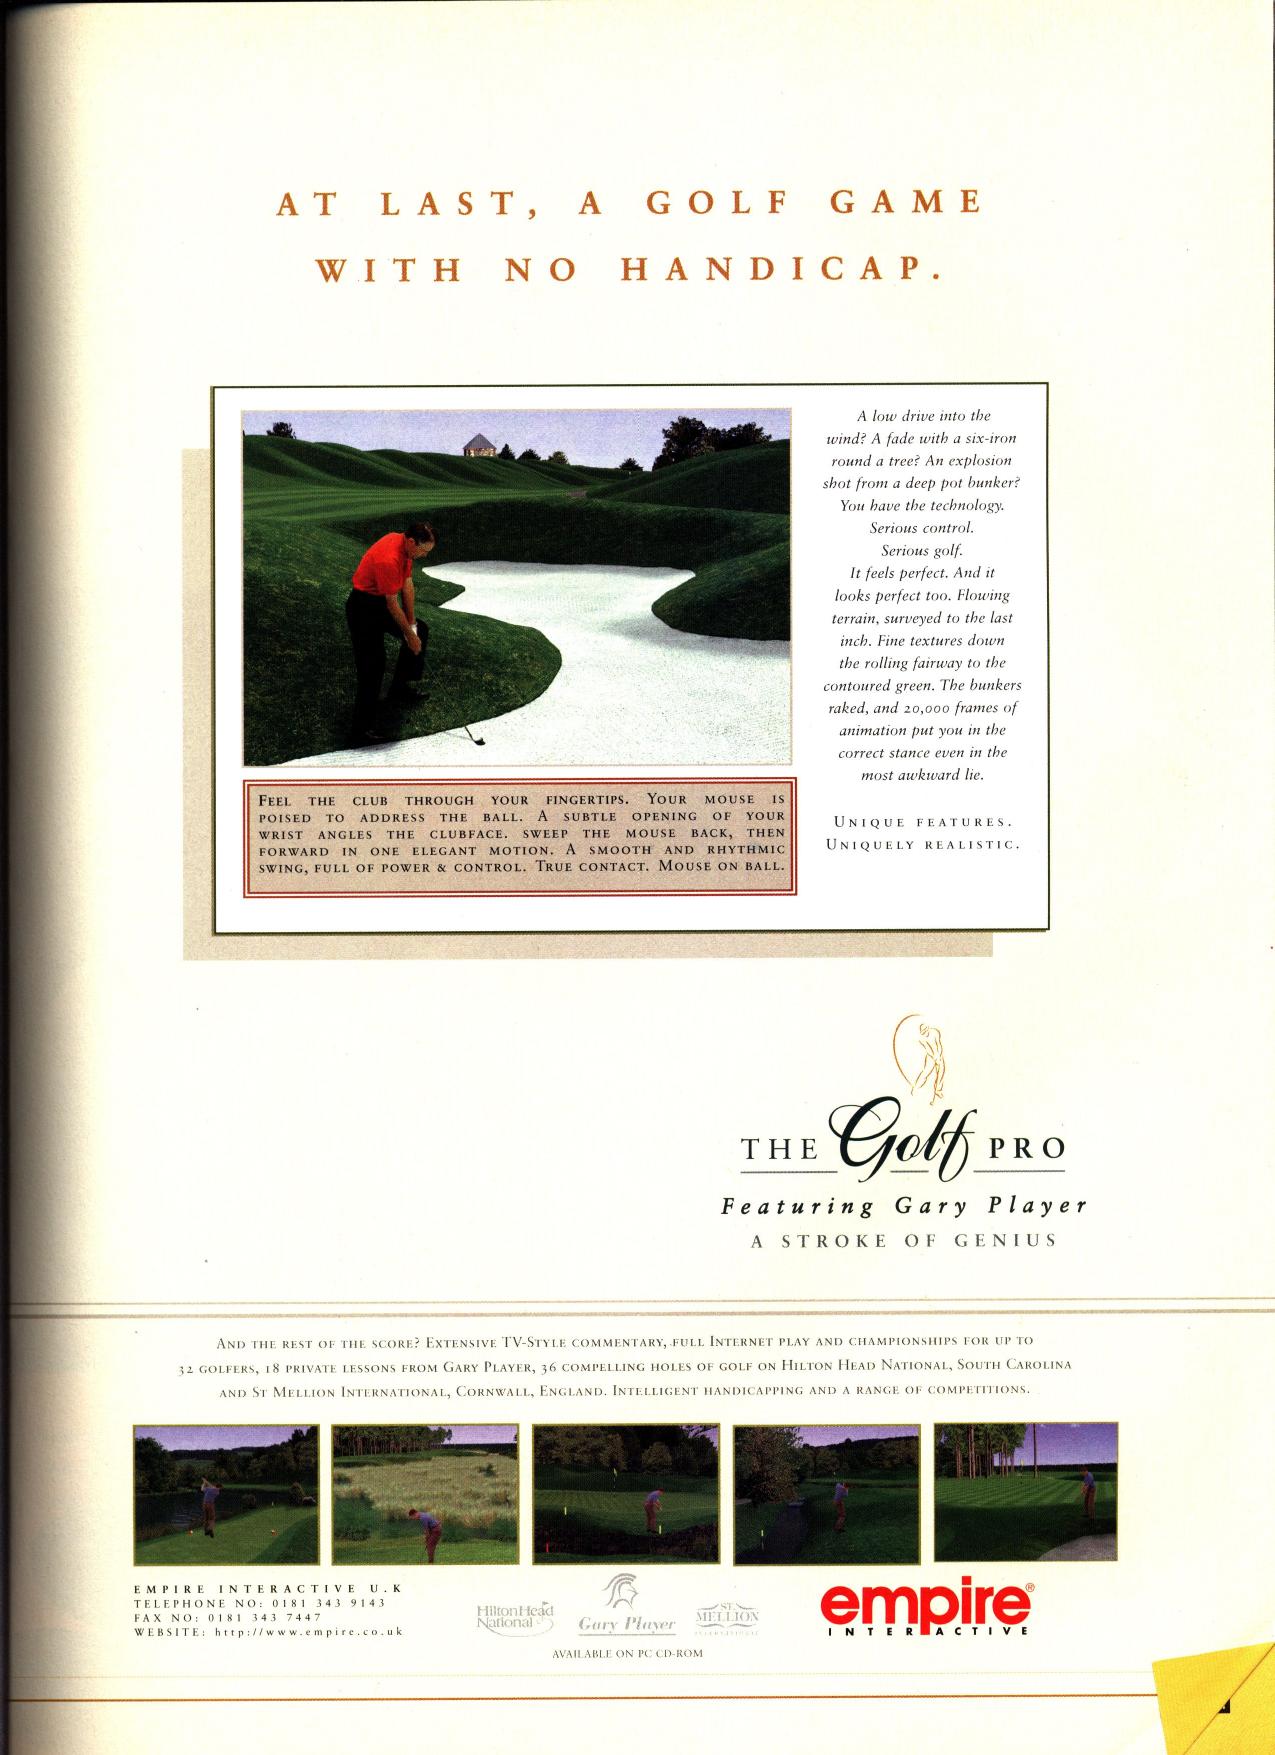 AT LAST, A GOLF GAME
WITH NO HANDICAP.
A low drive into the
wind? A fade with a six-iron
round a tree? An explosion
shot from a deep pot bunker?
You have the technology.
Serious control.
Serious golf.
It feels perfect. And it
looks perfect too. Flowing
terrain, surveyed to the last
inch. Fine textures down
the rolling fairway to the
contoured green. The bunkers
raked, and 20,000 frames of
animation put you in the
correct stance even in the
most awkward lie.
UNIQUE FEATURES.
UNIQUELY REALISTIC.
FEEL THE CLUB THROUGH YOUR FINGERTIPS. YOUR MOUSE IS
POISED TO ADDRESS THE BALL. A SUBTLE OPENING OF YOUR
WRIST ANGLES THE CLUBFACE. SWEEP THE MOUSE BACK, THEN
FORWARD IN ONE ELEGANT MOTION. A SMOOTH AND RHYTHMIC
SWING, FULL OF POWER & CONTROL. TRUE CONTACT. MOUSE ON BALL.
THE Golf PRO
Featuring Gary Player
A STROKE OF GENIUS
AND THE REST OF THE SCORE? EXTENSIVE TV-STYLE COMMENTARY, FULL INTERNET PLAY AND CHAMPIONSHIPS FOR UP TO
32 GOLFERS, 18 PRIVATE LESSONS FROM GARY PLAYER, 36 COMPELLING HOLES OF GOLF ON HILTON HEAD NATIONAL, SOUTH CAROLINA
AND ST MELLION INTERNATIONAL, CORNWALL, ENGLAND. INTELLIGENT HANDICAPPING AND A RANGE OF COMPETITIONS.
EMPIRE INTERACTIVE U.K
TELEPHONE NO: 0181 343 9143
FAX NO: 0181 343 7447
WEBSITE: http://www.empire.co.uk
Hilton Head
National
Gary Player
ST.
MELLION
INTERNATIONAL
AVAILABLE ON PC CD-ROM
empire®
INTERACTIVE